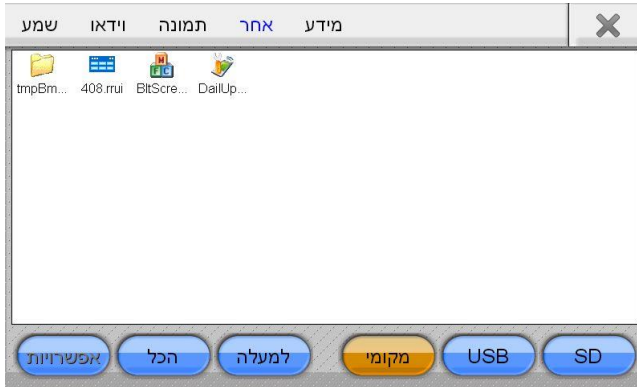 שמע וידאו תמונה אחר מידע
tmpBm... 408.rrui BltScre... DailUp...
אפשרויות הכל למעלה מקומי USB SD